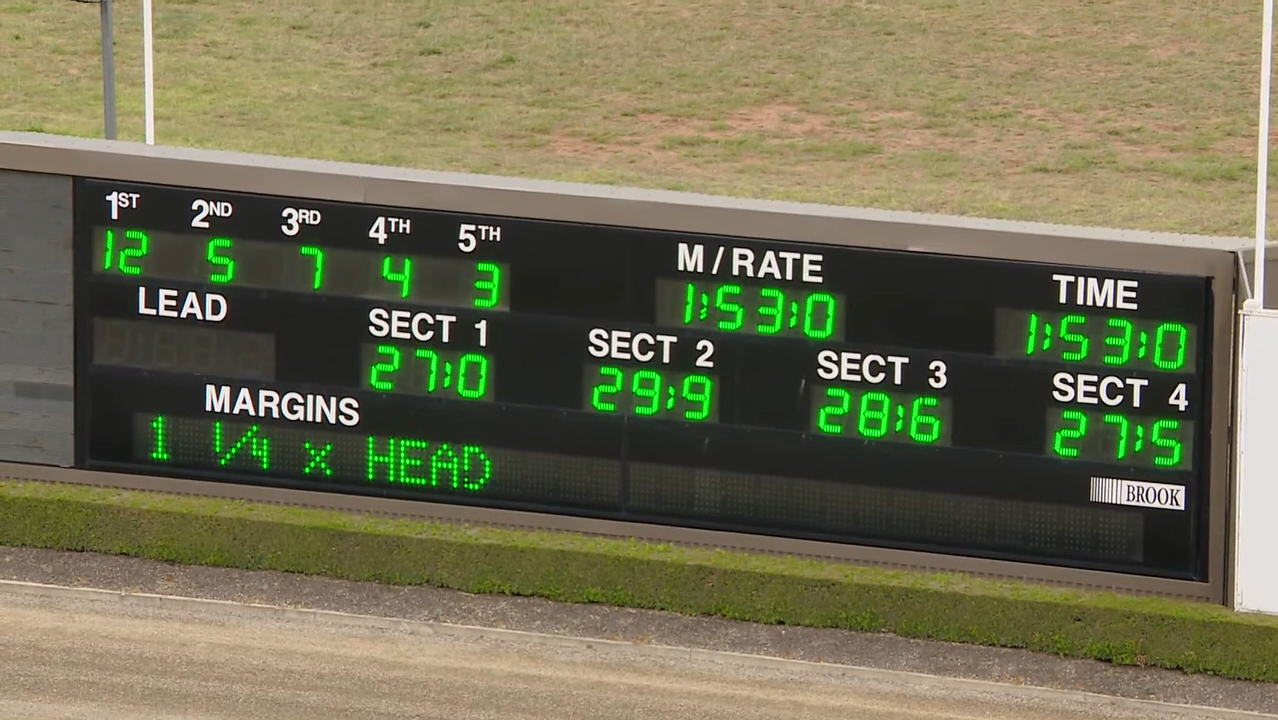 1ST 2ND 3RD 4TH 5TH
12 5 7 4 3
M/RATE
1:53:0
TIME
1:53:0
LEAD
SECT 1
27:0
SECT 2
29:9
SECT 3
28:6
SECT 4
27:5
MARGINS
1 1/4 x HEAD
BROOK